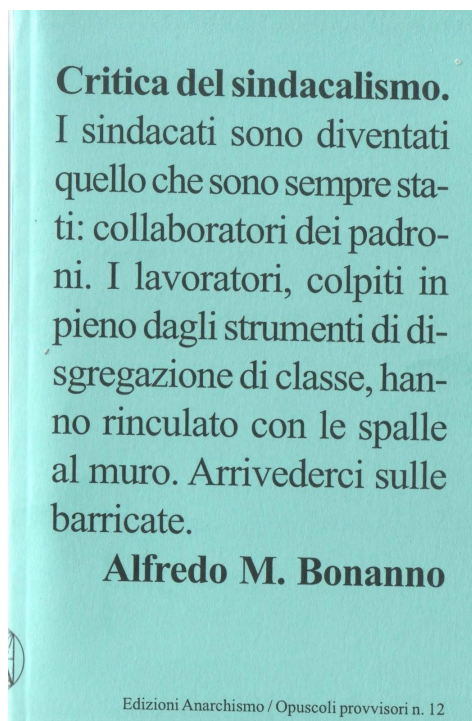 Critica del sindacalismo.
I sindacati sono diventati
quello che sono sempre sta-
ti: collaboratori dei padro-
ni. I lavoratori, colpiti in
pieno dagli strumenti di di-
sgregazione di classe, han-
no rinculato con le spalle
al muro. Arrivederci sulle
barricate.
Alfredo M. Bonanno
Edizioni Anarchismo / Opuscoli provvisori n. 12